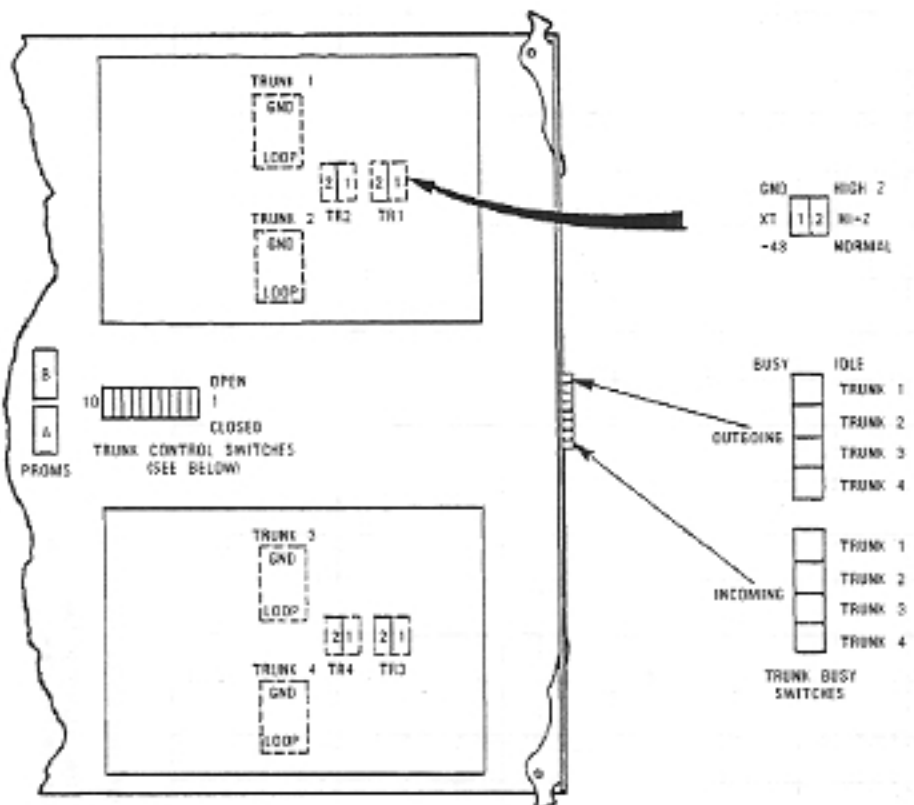 TRUNK 1
GND
LOOP
2 1
2 1
TR2
TR1
TRUNK 2
GND
LOOP
GND
HIGH Z
XT
1 2
HI-Z
-48
NORMAL
B
A
PROMS
10
OPEN
1
CLOSED
TRUNK CONTROL SWITCHES
(SEE BELOW)
BUSY
IDLE
OUTGOING
TRUNK 1
TRUNK 2
TRUNK 3
TRUNK 4
INCOMING
TRUNK 1
TRUNK 2
TRUNK 3
TRUNK 4
TRUNK BUSY
SWITCHES
TRUNK 3
GND
LOOP
2 1
2 1
TR4
TR3
TRUNK 4
GND
LOOP